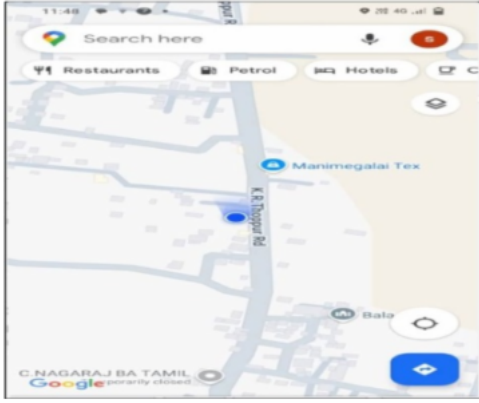 11:48
4G
Search here
S
Restaurants
Petrol
Hotels
C
Manimegalai Tex
K.R.Thoppur Rd
Bala
C.NAGARAJ BA TAMIL
Google
porarily closed